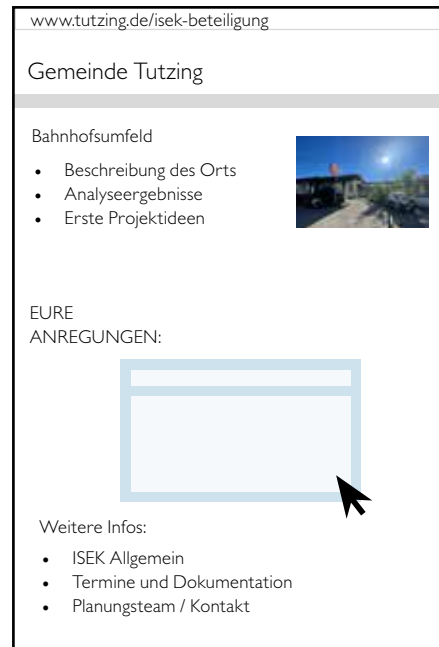 www.tutzing.de/isek-beteiligung
Gemeinde Tutzing
Bahnhofsumfeld
• Beschreibung des Orts
• Analyseergebnisse
• Erste Projektideen
EURE
ANREGUNGEN:
Weitere Infos:
• ISEK Allgemein
• Termine und Dokumentation
• Planungsteam / Kontakt